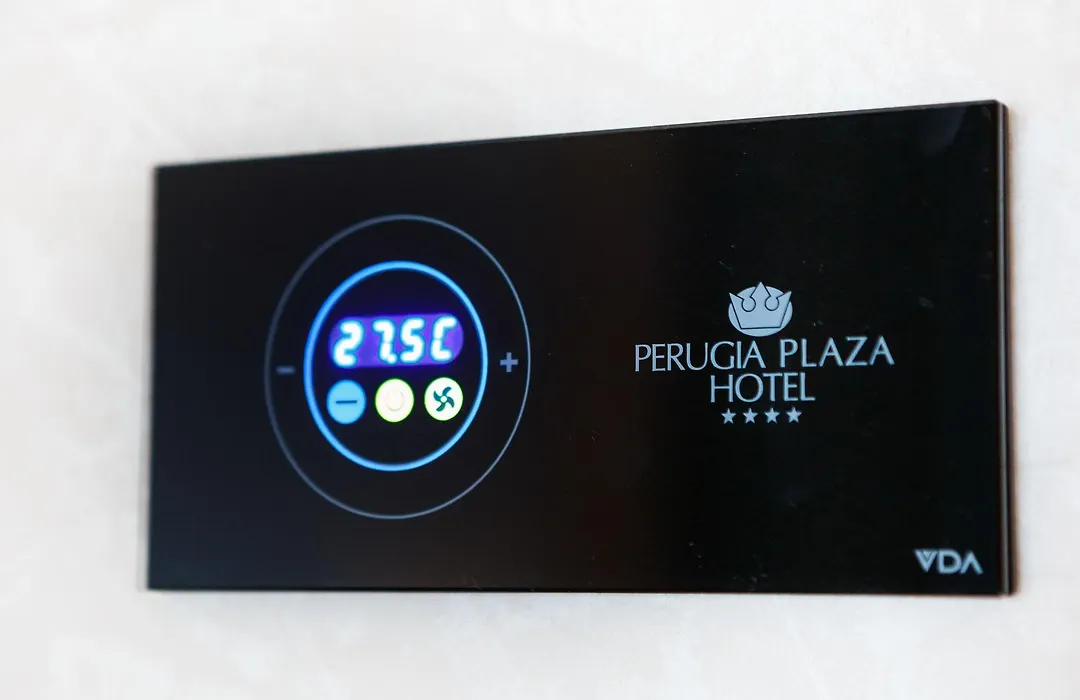 27.5C
- +
PERUGIA PLAZA
HOTEL
★★★★
VDA